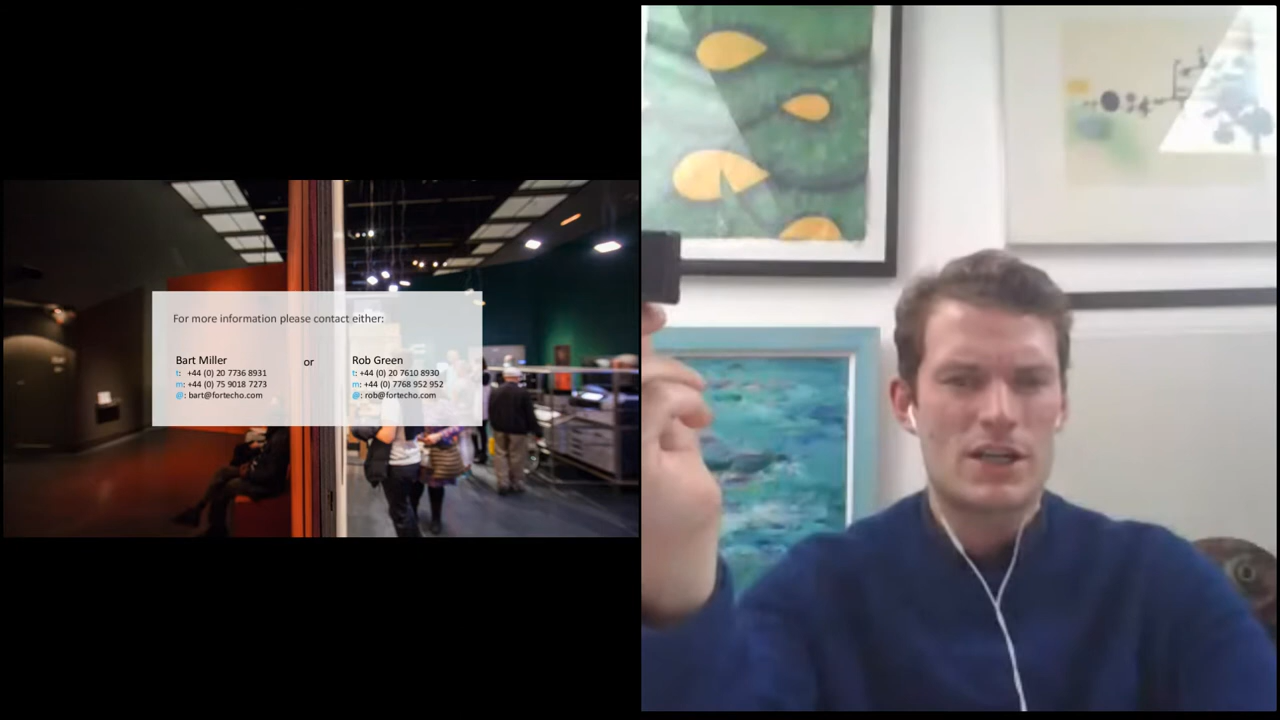 For more information please contact either:
Bart Miller
t: +44 (0) 20 7736 8931
m: +44 (0) 75 9018 7273
@: bart@fortecho.com
or
Rob Green
t: +44 (0) 20 7610 8930
m: +44 (0) 7768 952 952
@: rob@fortecho.com